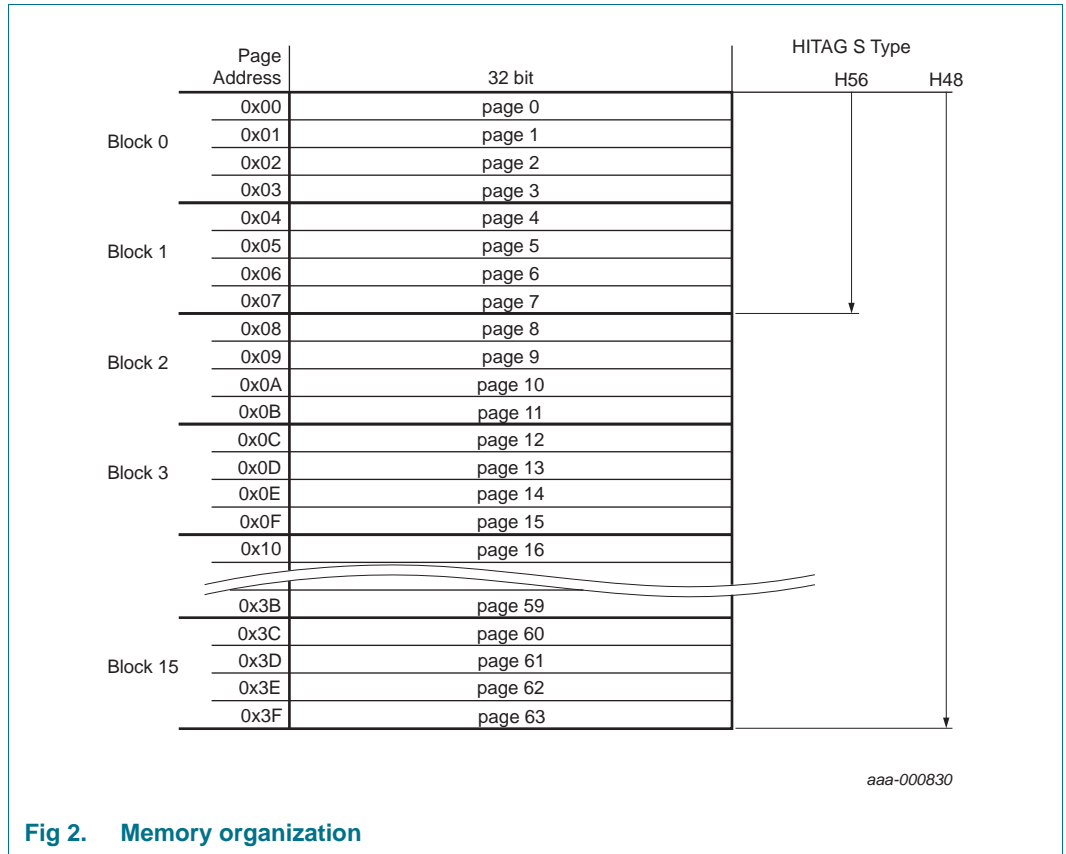 HITAG S Type
Page Address 32 bit H56 H48
Block 0
0x00 page 0
0x01 page 1
0x02 page 2
0x03 page 3
Block 1
0x04 page 4
0x05 page 5
0x06 page 6
0x07 page 7
Block 2
0x08 page 8
0x09 page 9
0x0A page 10
0x0B page 11
Block 3
0x0C page 12
0x0D page 13
0x0E page 14
0x0F page 15
0x10 page 16
0x3B page 59
Block 15
0x3C page 60
0x3D page 61
0x3E page 62
0x3F page 63
aaa-000830
Fig 2. Memory organization